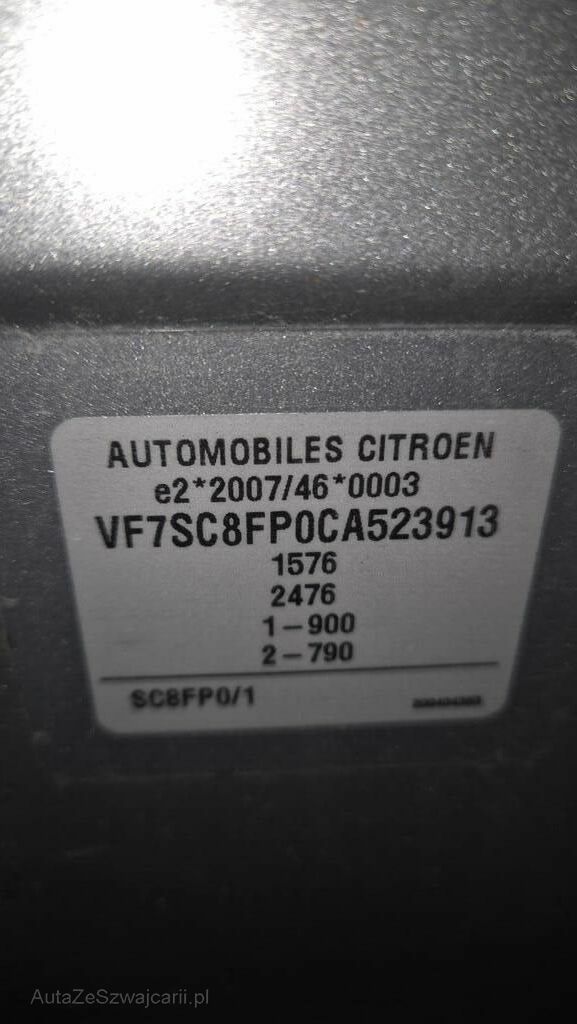 AUTOMOBILES CITROEN
e2*2007/46*0003
VF7SC8FP0CA523913
1576
2476
1-900
2-790
SC8FP0/1
AutaZeSzwajcarii.pl